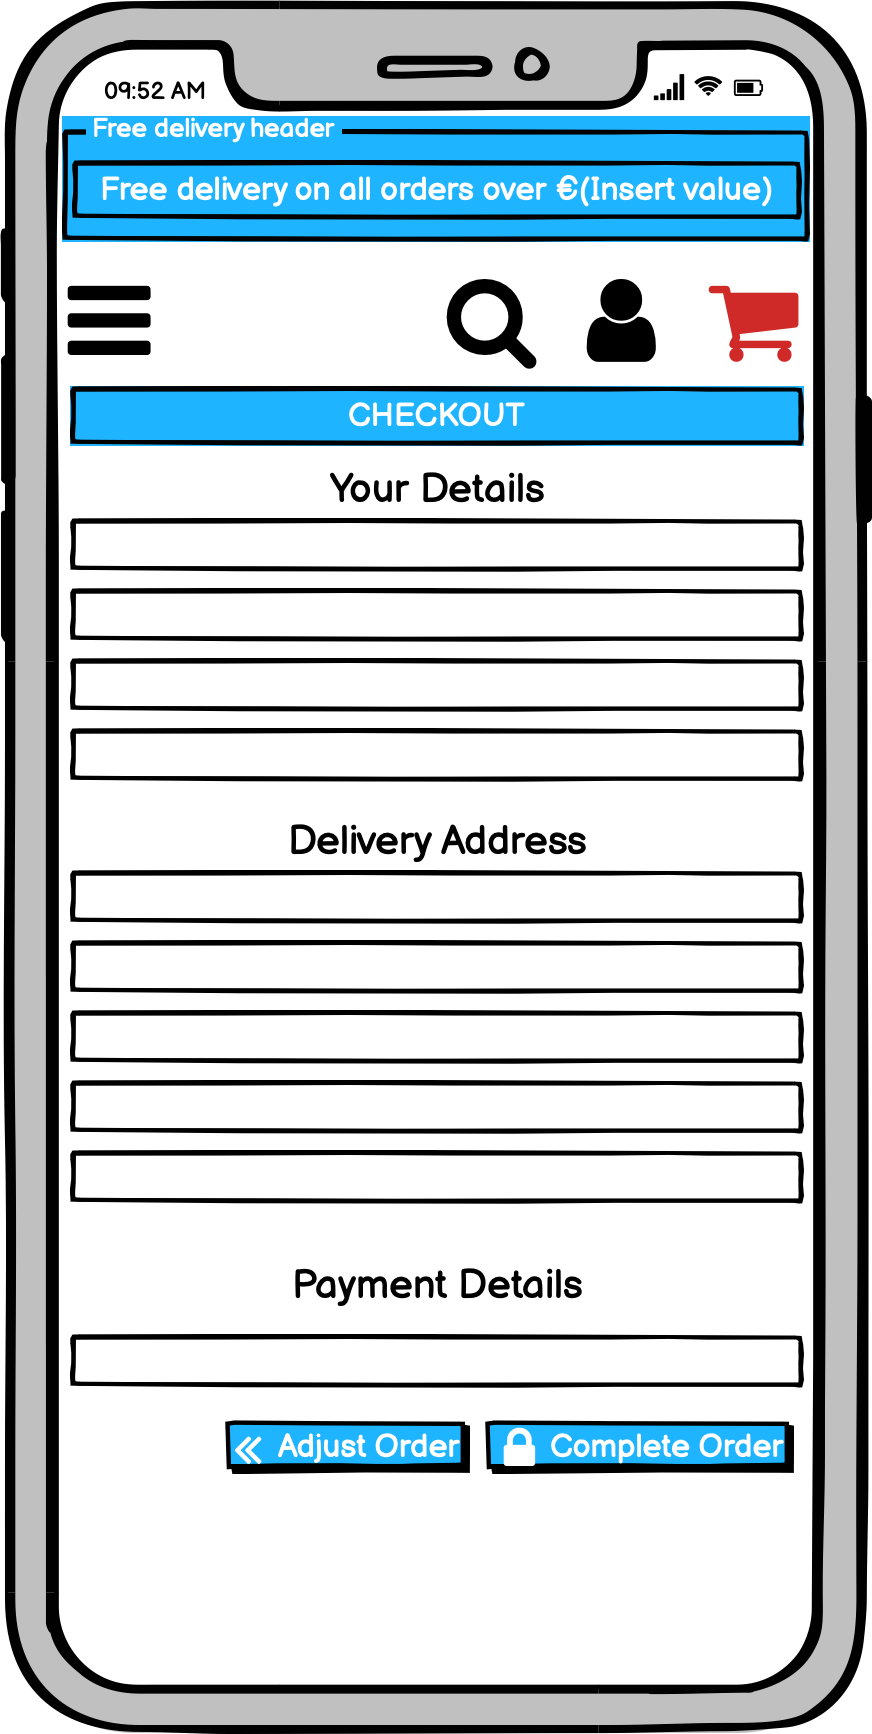 09:52 AM
Free delivery header
Free delivery on all orders over €(Insert value)
CHECKOUT
Your Details
Delivery Address
Payment Details
Adjust Order
Complete Order